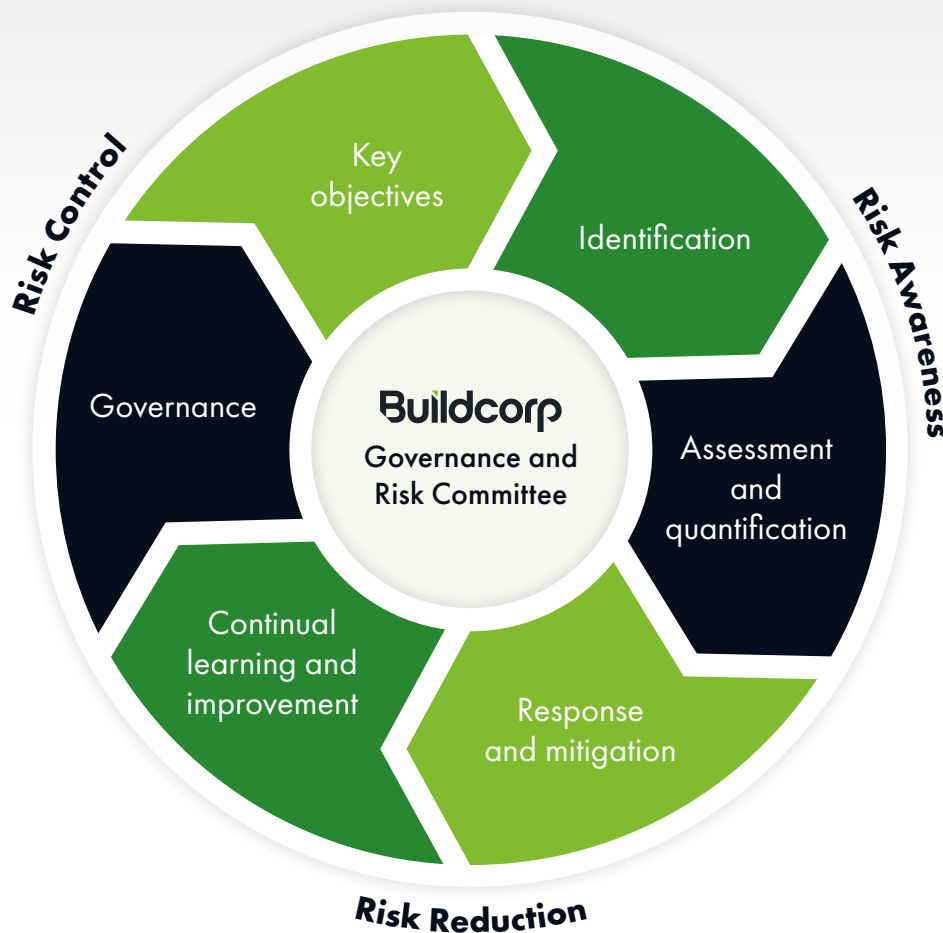 Risk Control
Key
objectives
Identification
Risk Awareness
Governance
Buildcorp
Governance and
Risk Committee
Assessment
and
quantification
Continual
learning and
improvement
Response
and mitigation
Risk Reduction